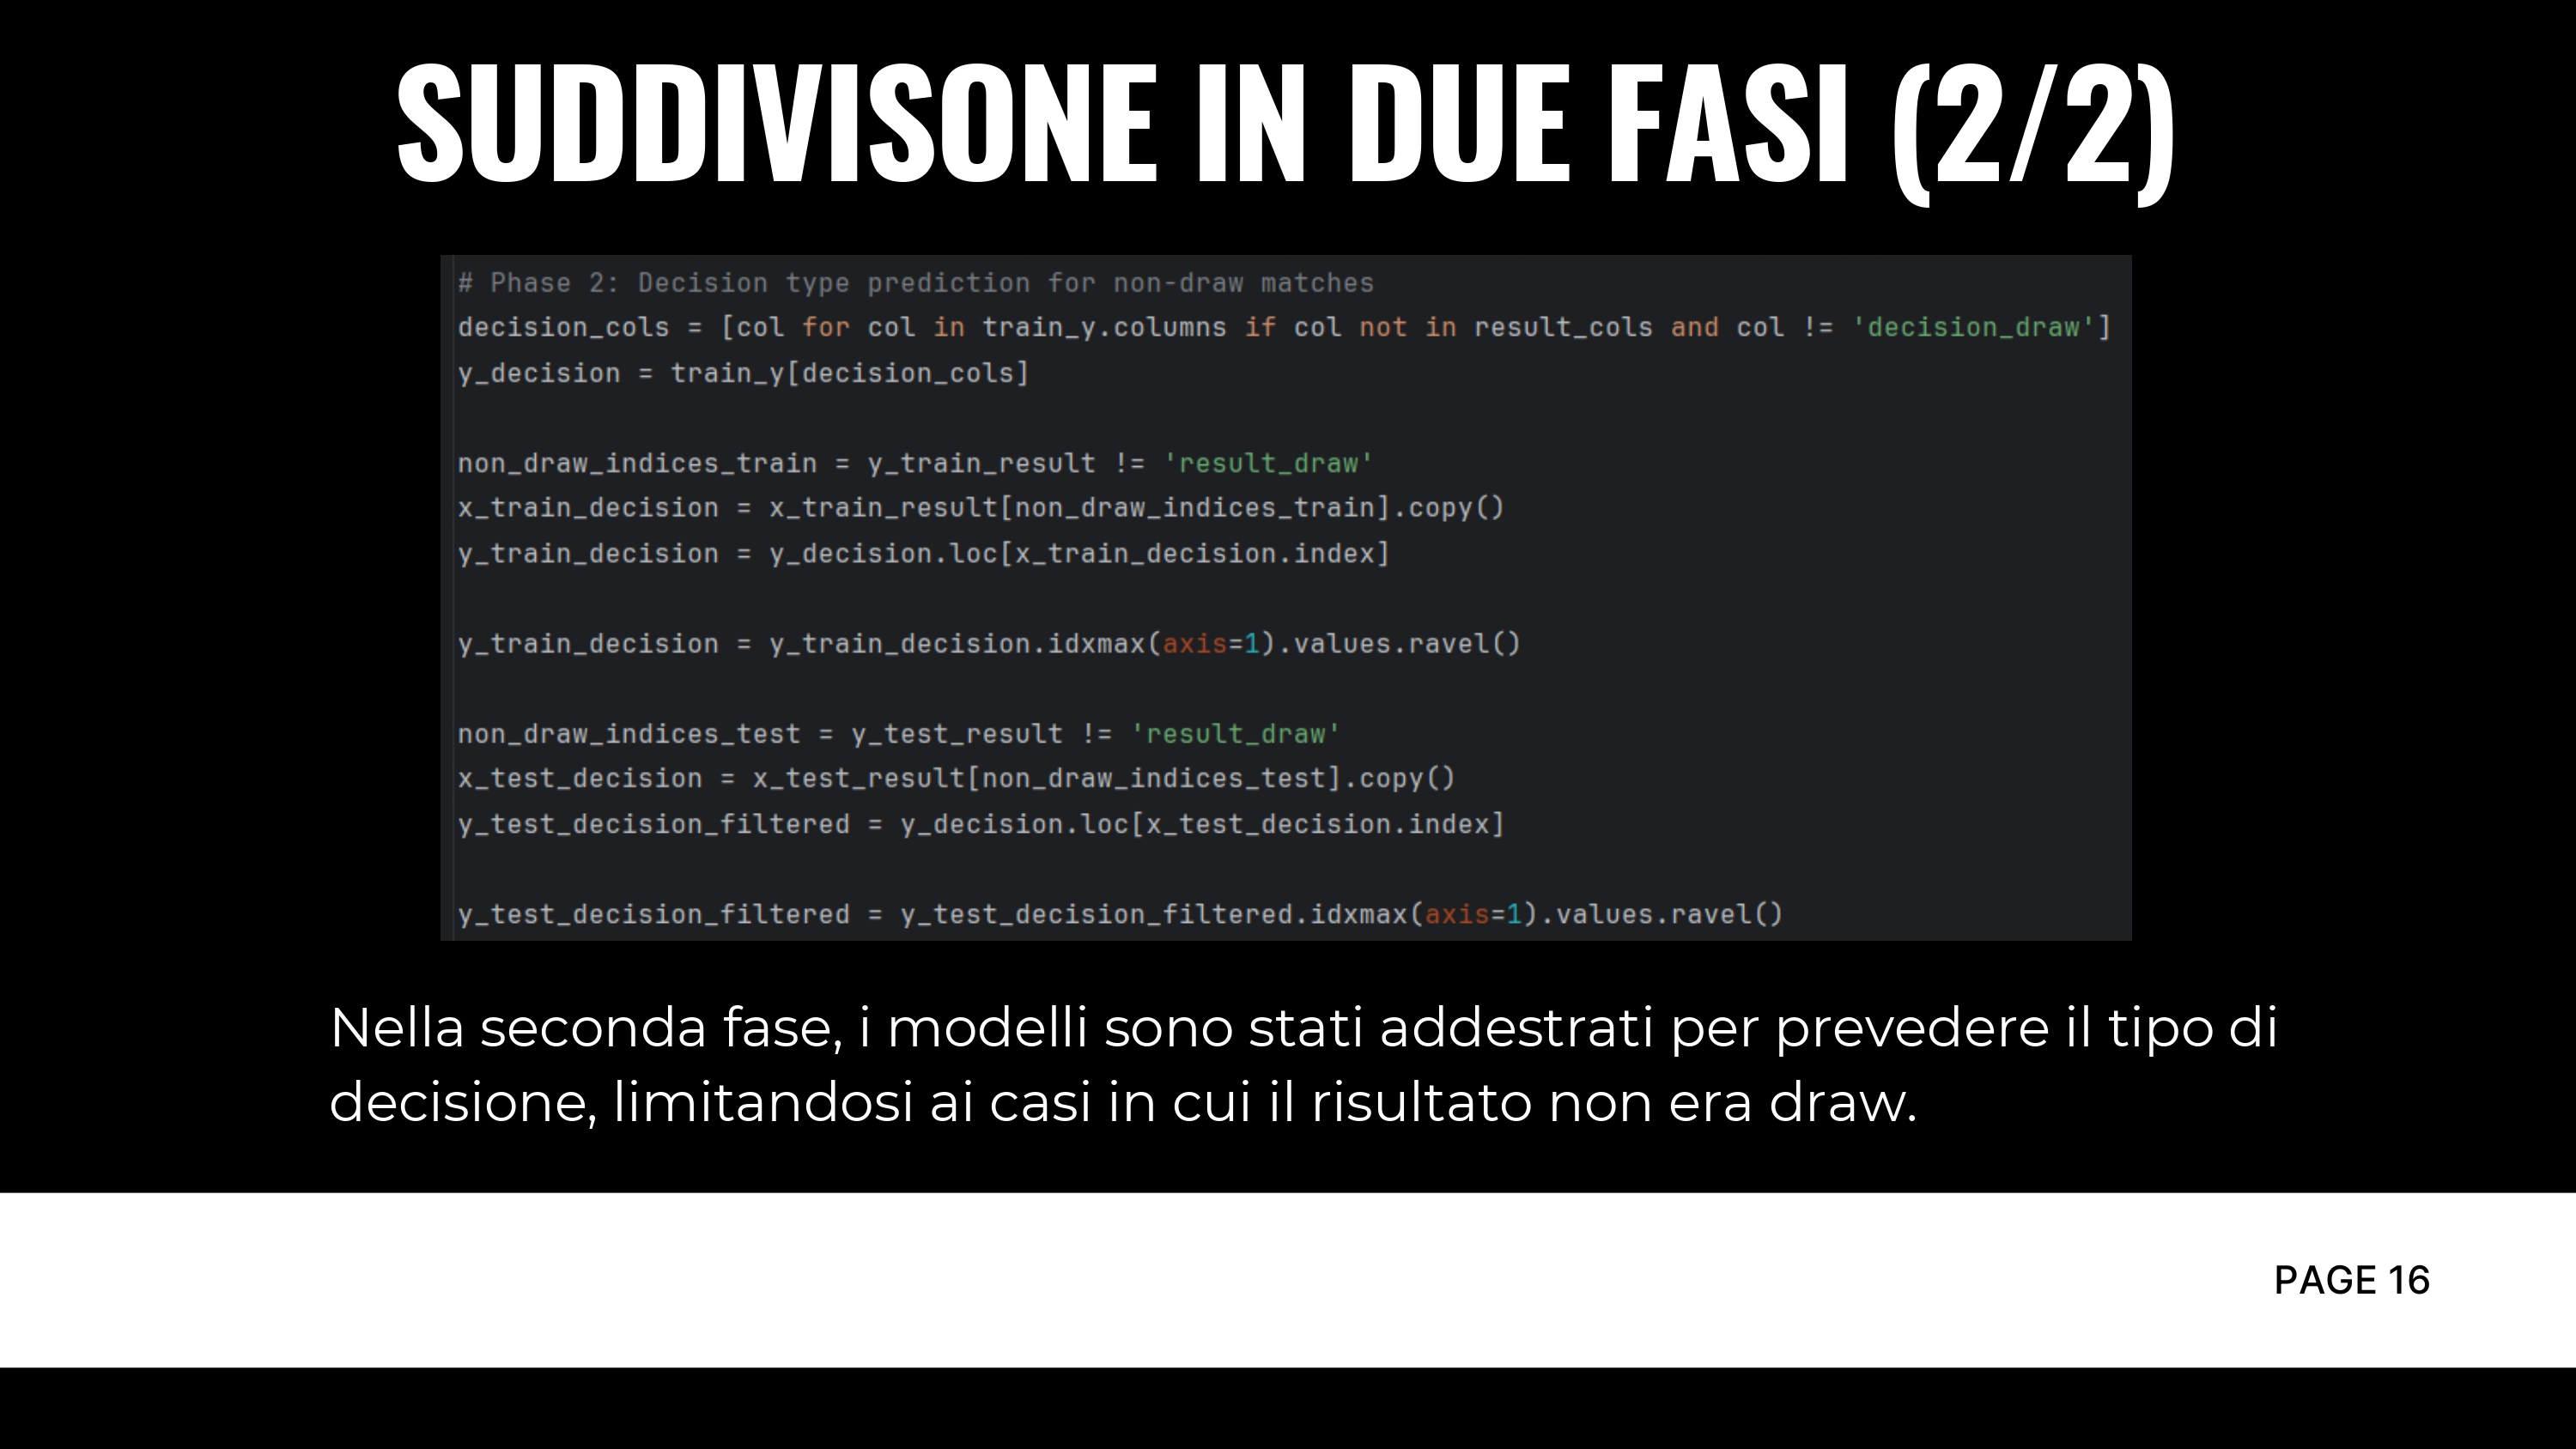 SUDDIVISONE IN DUE FASI (2/2)
# Phase 2: Decision type prediction for non-draw matches
decision_cols = [col for col in train_y.columns if col not in result_cols and col != 'decision_draw']
y_decision = train_y[decision_cols]
non_draw_indices_train = y_train_result != 'result_draw'
x_train_decision = x_train_result[non_draw_indices_train].copy()
y_train_decision = y_decision.loc[x_train_decision.index]
y_train_decision = y_train_decision.idxmax(axis=1).values.ravel()
non_draw_indices_test = y_test_result != 'result_draw'
x_test_decision = x_test_result[non_draw_indices_test].copy()
y_test_decision_filtered = y_decision.loc[x_test_decision.index]
y_test_decision_filtered = y_test_decision_filtered.idxmax(axis=1).values.ravel()
Nella seconda fase, i modelli sono stati addestrati per prevedere il tipo di
decisione, limitandosi ai casi in cui il risultato non era draw.
PAGE 16